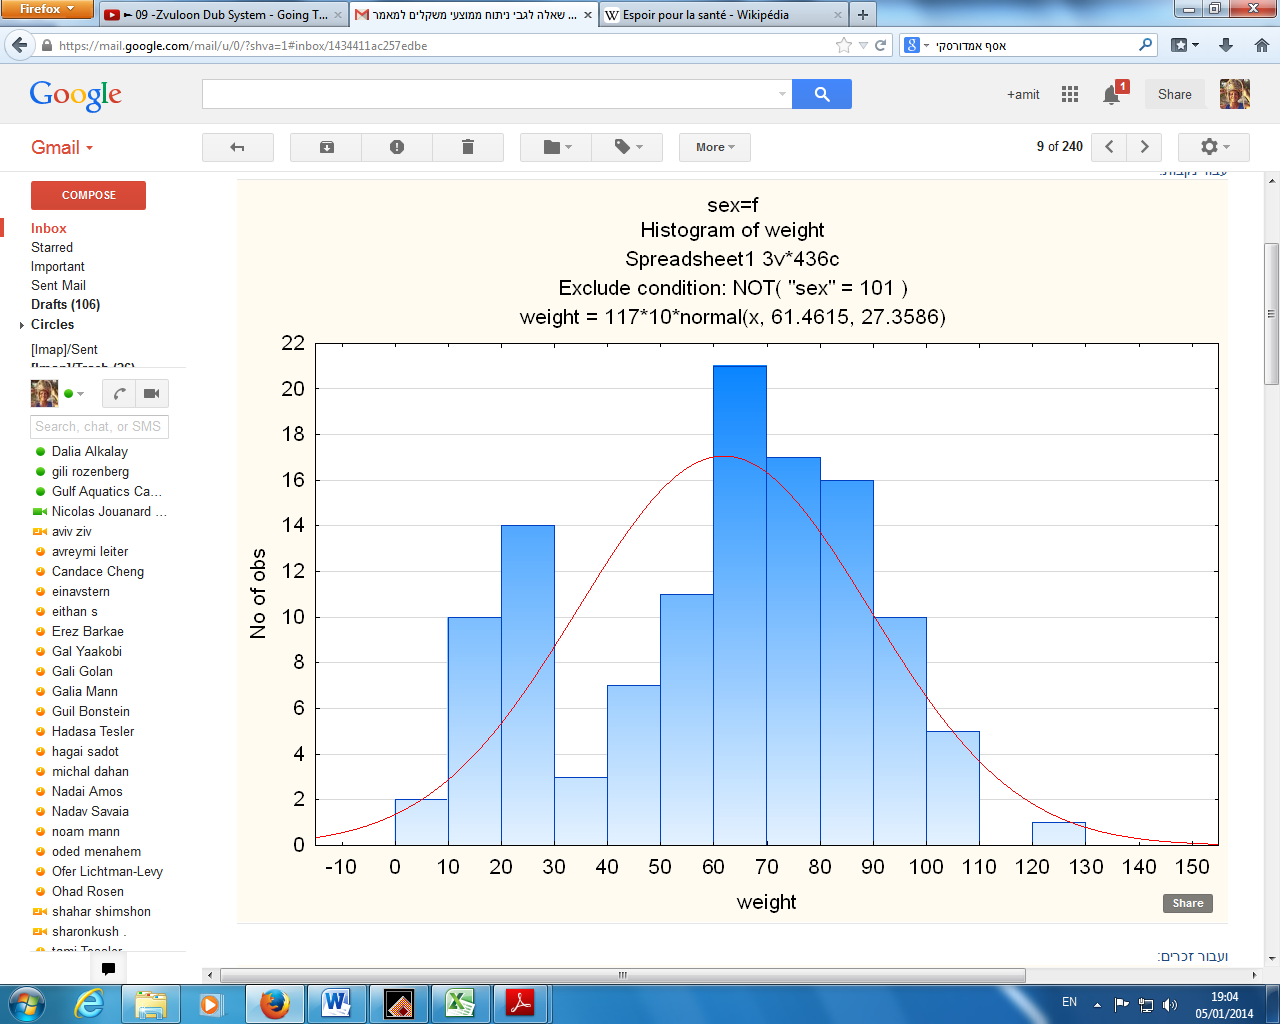 Firefox
09 -Zvuloon Dub System - Going T...
שאלה לגבי ניתוח ממוצעי משקלים למאמר ...
Espoir pour la santé - Wikipédia
https://mail.google.com/mail/u/0/?shva=1#inbox/1434411ac257edbe
אסף אמדורסקי
Google
+amit
1
Share
Gmail
More
9 of 240
COMPOSE
Inbox
Starred
Important
Sent Mail
Drafts (106)
Circles
[Imap]/Sent
[Imap]/Trash (26)
Search, chat, or SMS
Dalia Alkalay
gili rozenberg
Gulf Aquatics Ca...
Nicolas Jouanard ...
aviv ziv
avreymi leiter
Candace Cheng
einavstern
eithan s
Erez Barkae
Gal Yaakobi
Gali Golan
Galia Mann
Guil Bonstein
Hadasa Tesler
hagai sadot
michal dahan
Nadai Amos
Nadav Savaia
noam mann
oded menahem
Ofer Lichtman-Levy
Ohad Rosen
shahar shimshon
sharonkush .
tami Tessler
עבור נקבות:
sex=f
Histogram of weight
Spreadsheet1 3v*436c
Exclude condition: NOT( "sex" = 101 )
weight = 117*10*normal(x, 61.4615, 27.3586)
No of obs
22
20
18
16
14
12
10
8
6
4
2
0
-10 0 10 20 30 40 50 60 70 80 90 100 110 120 130 140 150
weight
Share
ועבור זכרים:
EN
19:04
05/01/2014